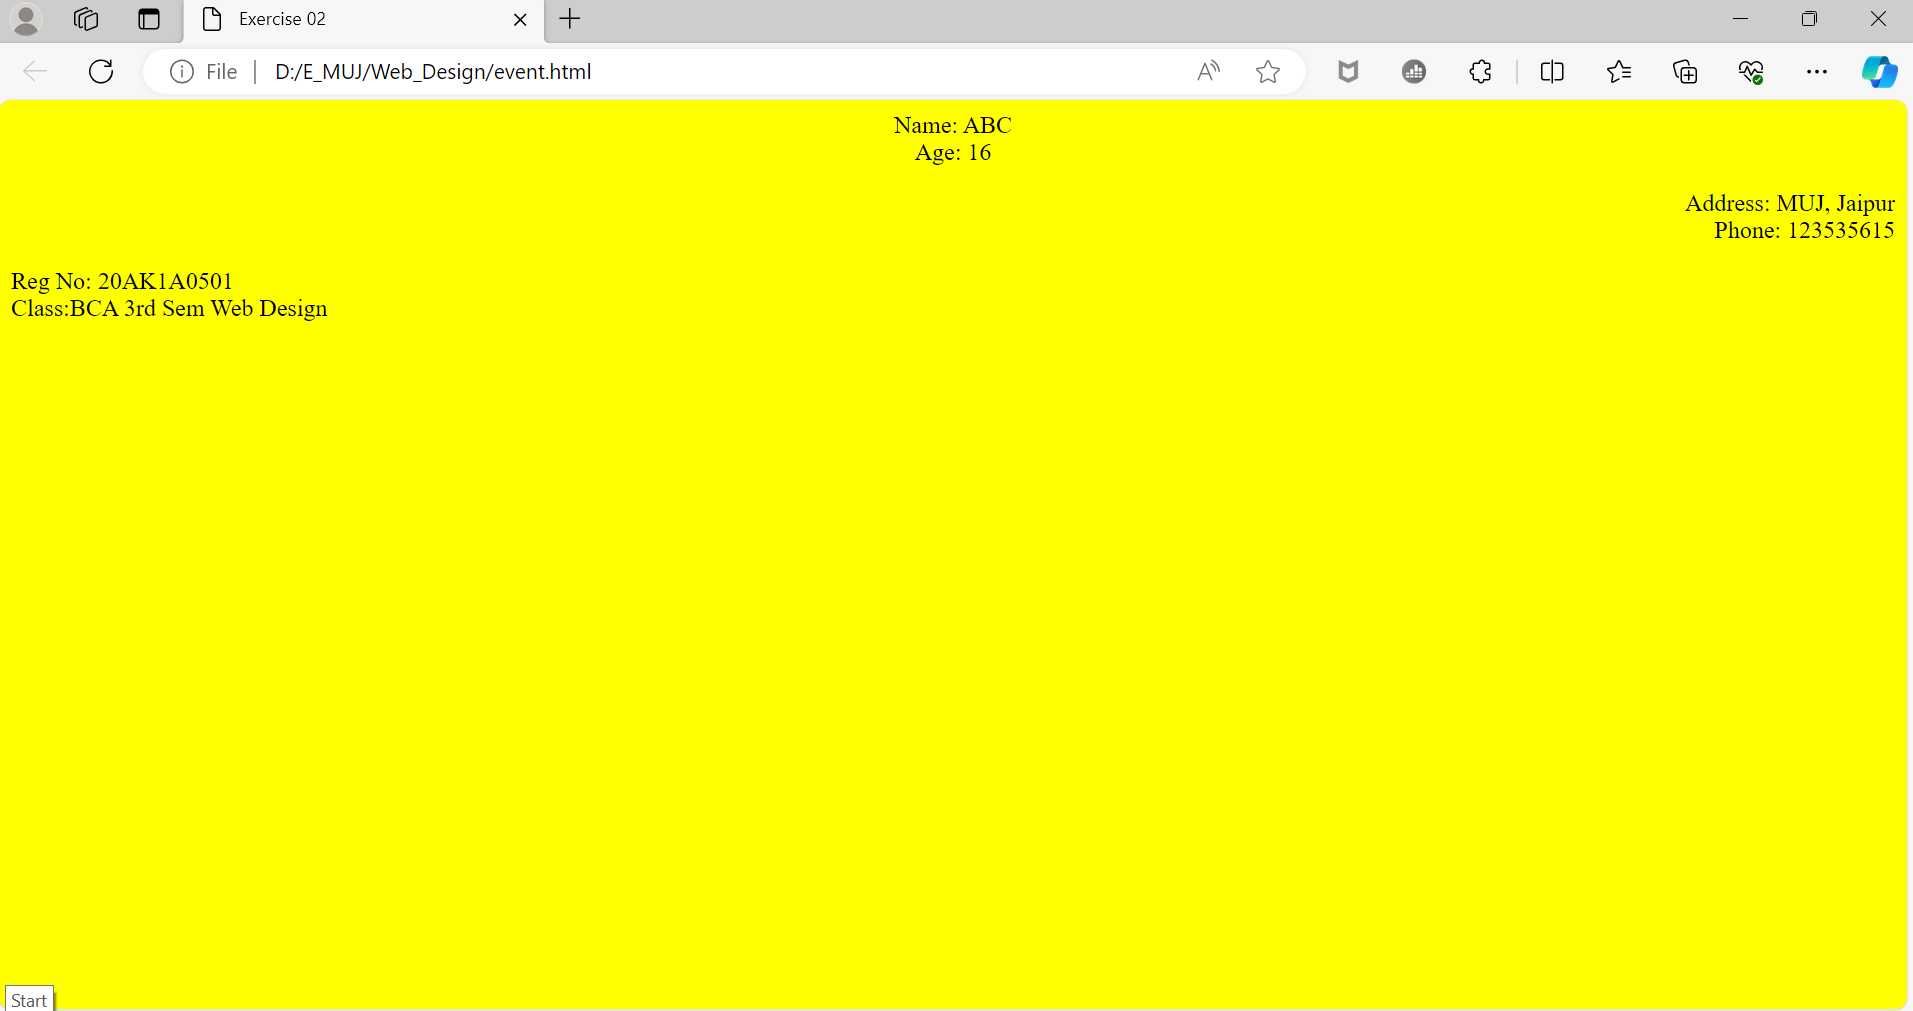 Exercise 02
File
D:/E_MUJ/Web_Design/event.html
Name: ABC
Age: 16
Address: MUJ, Jaipur
Phone: 123535615
Reg No: 20AK1A0501
Class:BCA 3rd Sem Web Design
Start